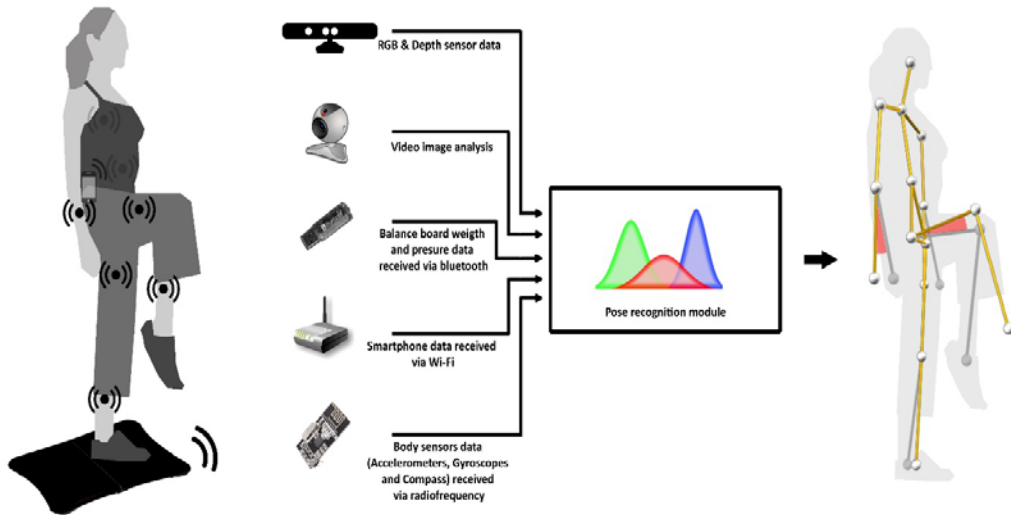 RGB & Depth sensor data
Video image analysis
Balance board weigth
and presure data
received via bluetooth
Smartphone data received
via Wi-Fi
Body sensors data
(Accelerometers, Gyroscopes
and Compass) received
via radiofrequency
Pose recognition module